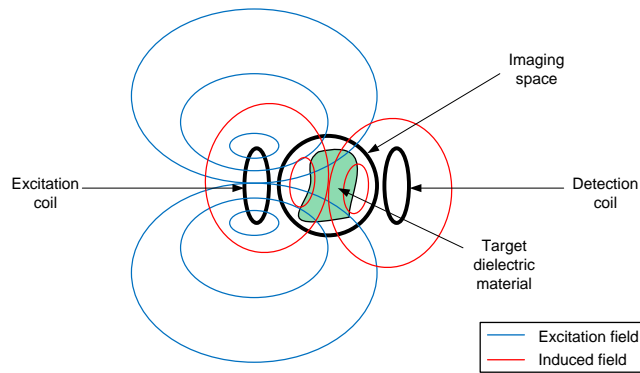 Imaging
space
Excitation
coil
Detection
coil
Target
dielectric
material
Excitation field
Induced field